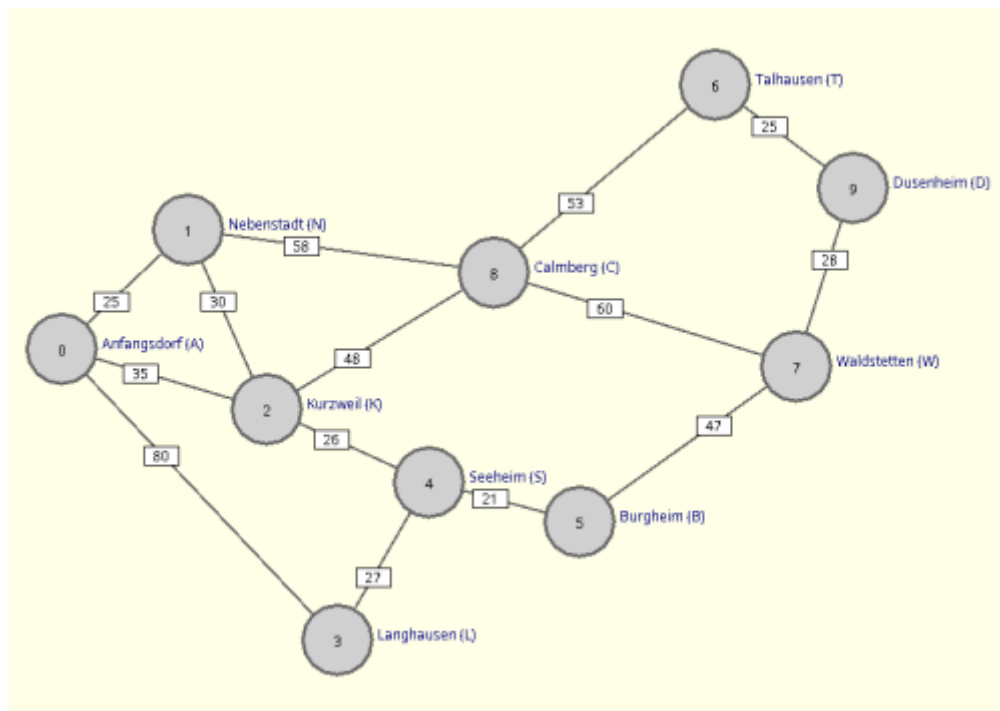 6
Talhausen (T)
25
9
Dusenheim (D)
53
1
Nebenstadt (N)
58
8
Calmberg (C)
28
25
30
60
0
Anfangsdorf (A)
35
48
7
Waldstetten (W)
2
Kurzweil (K)
26
47
80
4
Seeheim (S)
21
5
Burgheim (B)
27
3
Langhausen (L)